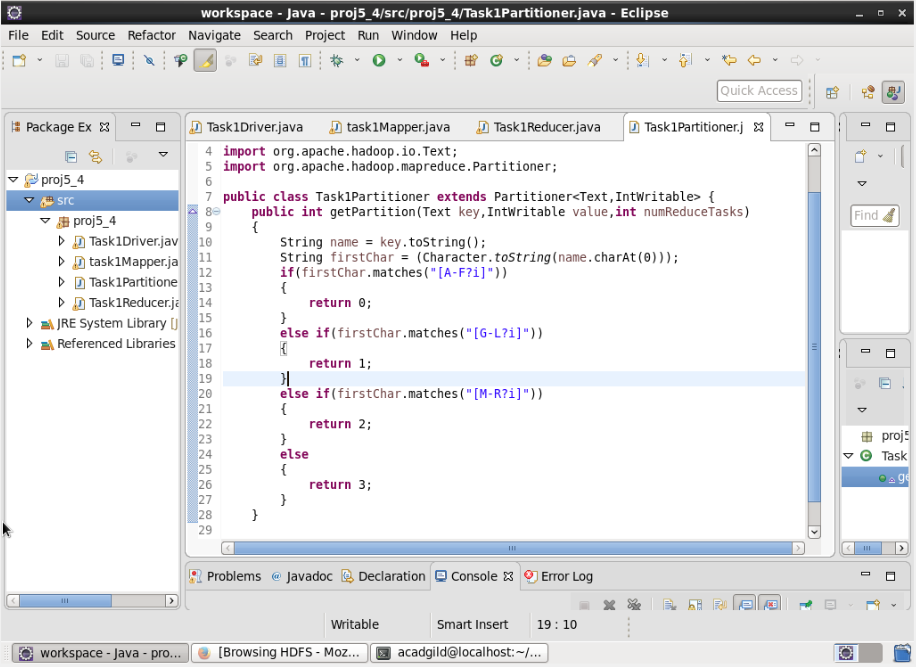 workspace - Java - proj5_4/src/proj5_4/Task1Partitioner.java - Eclipse
File Edit Source Refactor Navigate Search Project Run Window Help
Quick Access
Package Ex
Task1Driver.java
task1Mapper.java
Task1Reducer.java
Task1Partitioner.j
proj5_4
src
proj5_4
Task1Driver.jav
task1Mapper.ja
Task1Partitione
Task1Reducer.ja
JRE System Library [
Referenced Libraries
4 import org.apache.hadoop.io.Text;
5 import org.apache.hadoop.mapreduce.Partitioner;
6
7 public class Task1Partitioner extends Partitioner<Text,IntWritable> {
8 public int getPartition(Text key,IntWritable value,int numReduceTasks)
9 {
10 String name = key.toString();
11 String firstChar = (Character.toString(name.charAt(0)));
12 if(firstChar.matches("[A-F?i]"))
13 {
14 return 0;
15 }
16 else if(firstChar.matches("[G-L?i]"))
17 {
18 return 1;
19 }
20 else if(firstChar.matches("[M-R?i]"))
21 {
22 return 2;
23 }
24 else
25 {
26 return 3;
27 }
28 }
29
Find
proj5
Task
ge
Problems
Javadoc
Declaration
Console
Error Log
Writable
Smart Insert
19 : 10
workspace - Java - pro...
[Browsing HDFS - Moz...
acadgild@localhost:~/...